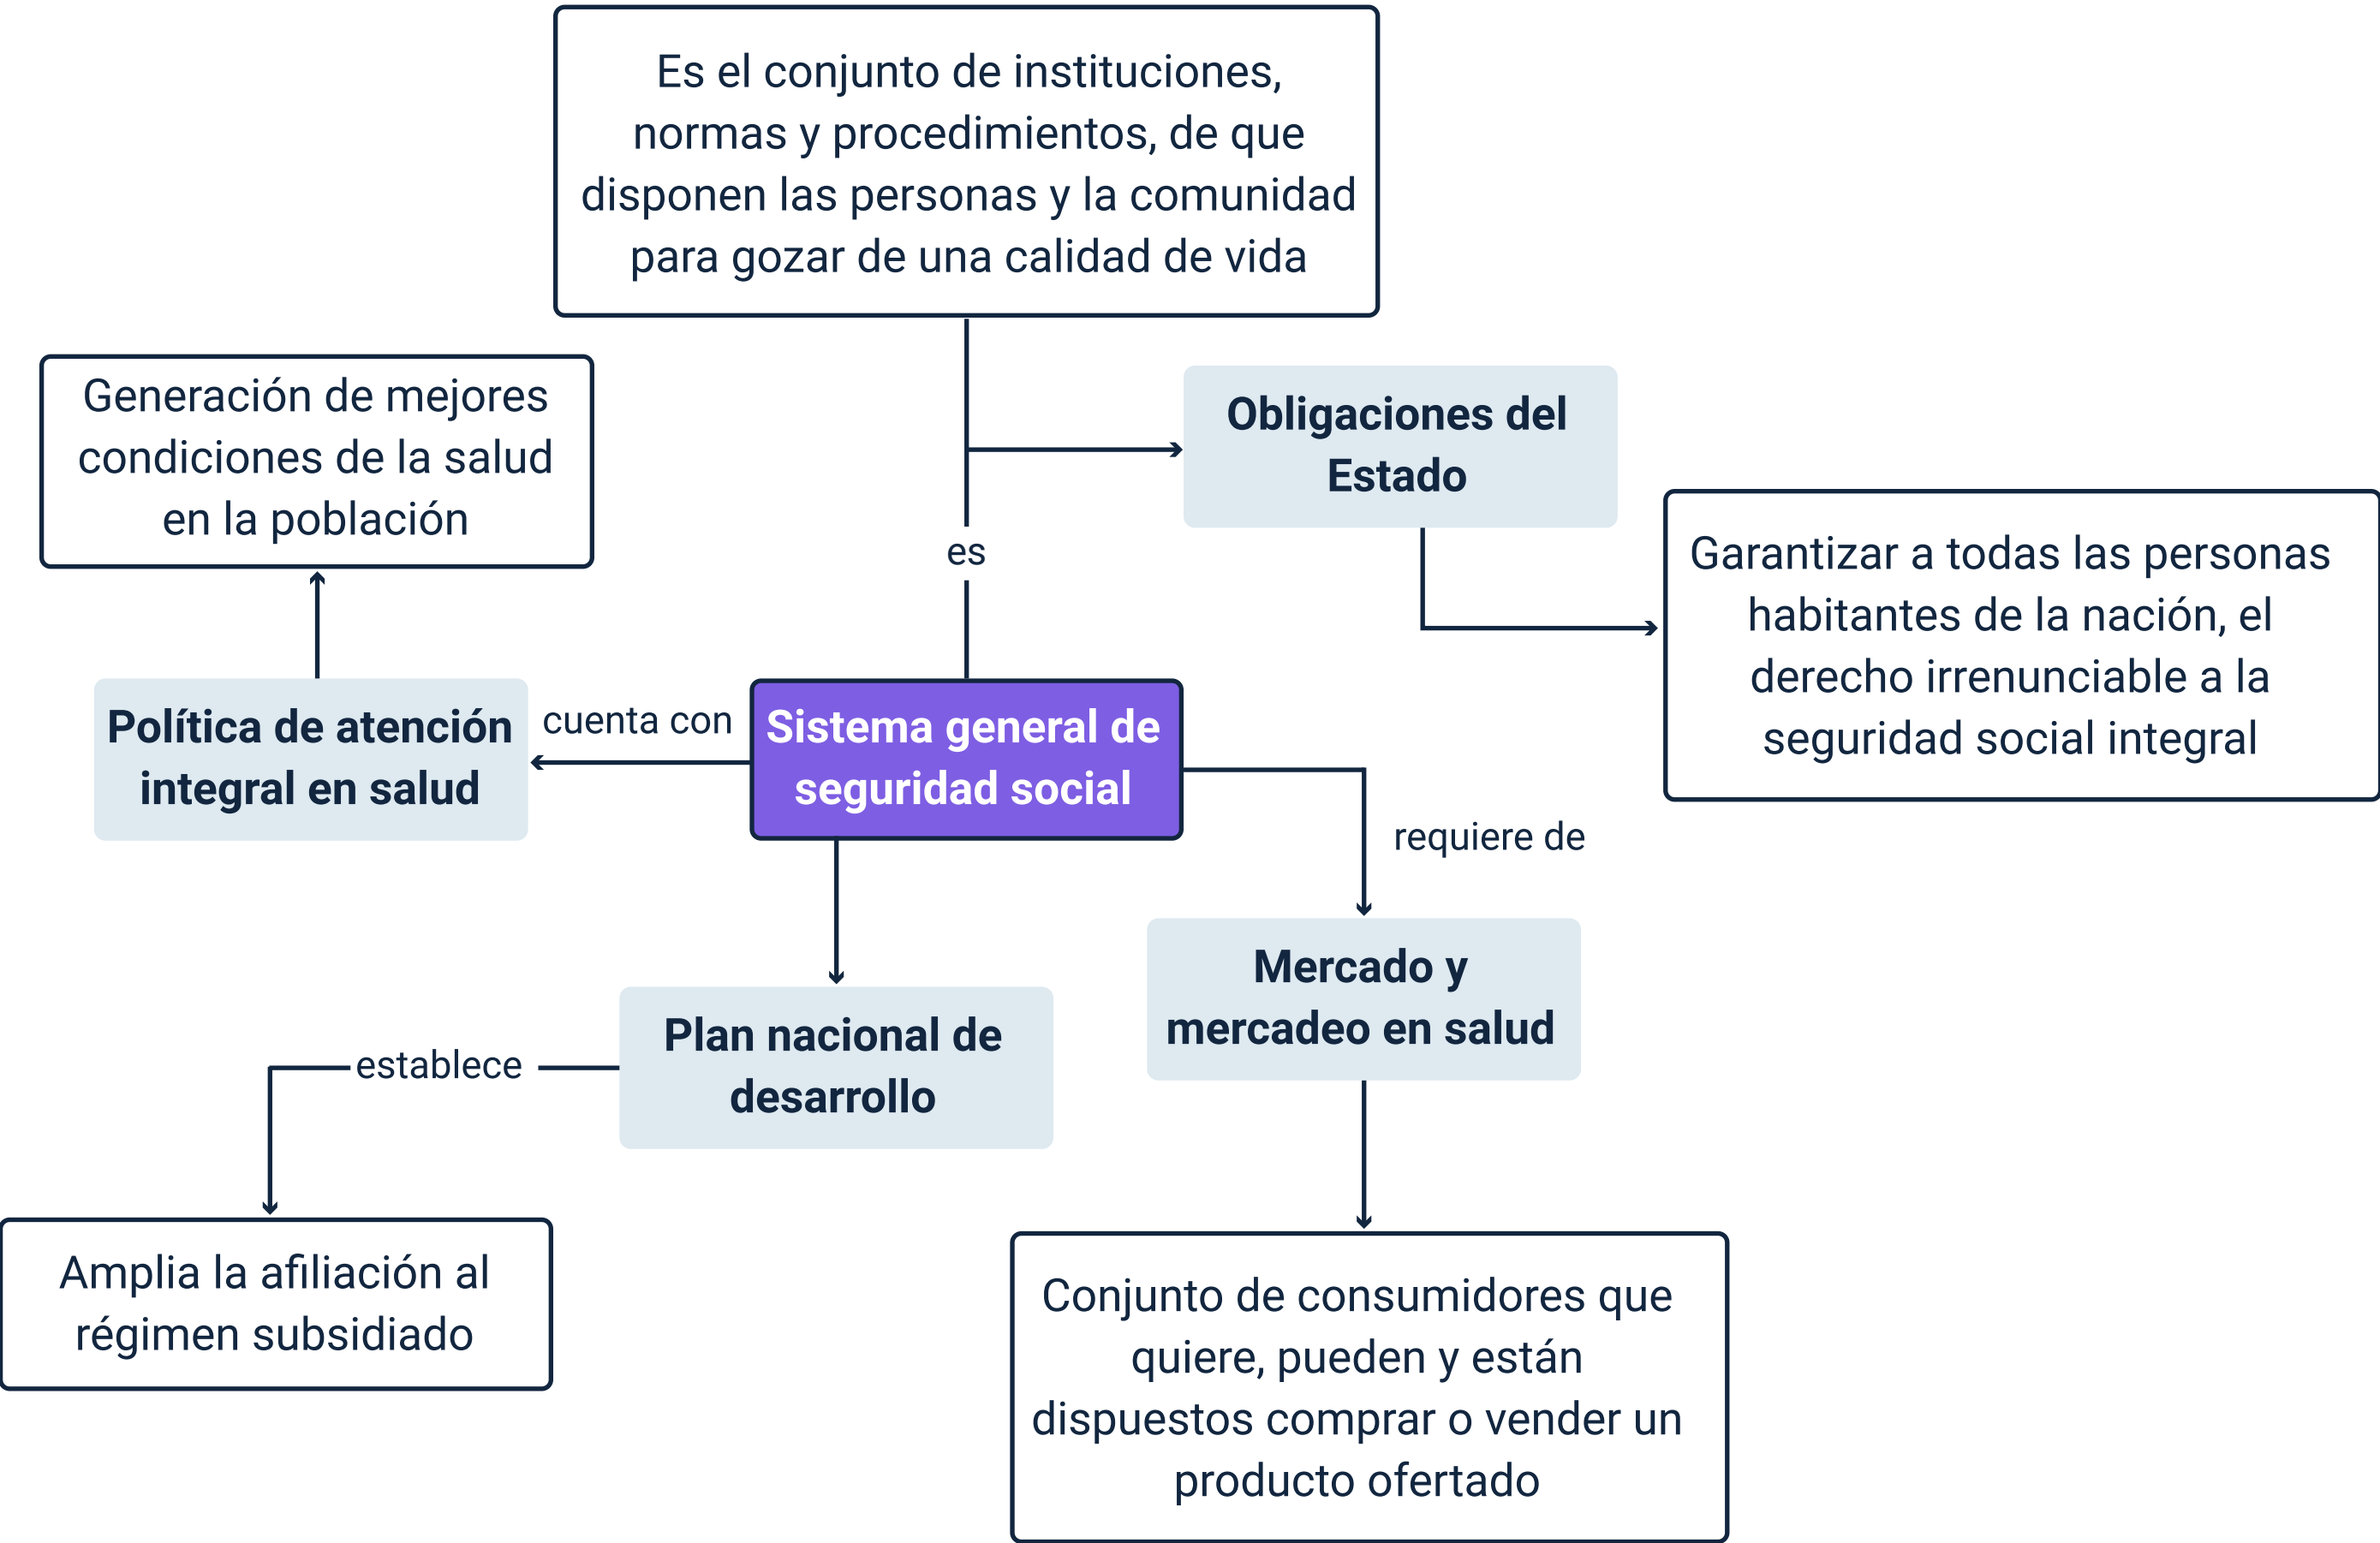 Es el conjunto de instituciones,
normas y procedimientos, de que
disponen las personas y la comunidad
para gozar de una calidad de vida
Generación de mejores
condiciones de la salud
en la población
Obligaciones del
Estado
Garantizar a todas las personas
habitantes de la nación, el
derecho irrenunciable a la
seguridad social integral
es
Política de atención
integral en salud
cuenta con
Sistema general de
seguridad social
requiere de
Mercado y
mercadeo en salud
Plan nacional de
desarrollo
establece
Amplia la afiliación al
régimen subsidiado
Conjunto de consumidores que
quiere, pueden y están
dispuestos comprar o vender un
producto ofertado